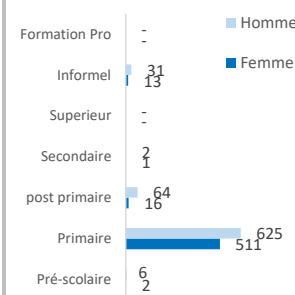 Formation Pro - -
Homme
Femme
Informel 31 13
Superieur - -
Secondaire 2 1
post primaire 64 16
Primaire 625 511
Pré-scolaire 6 2